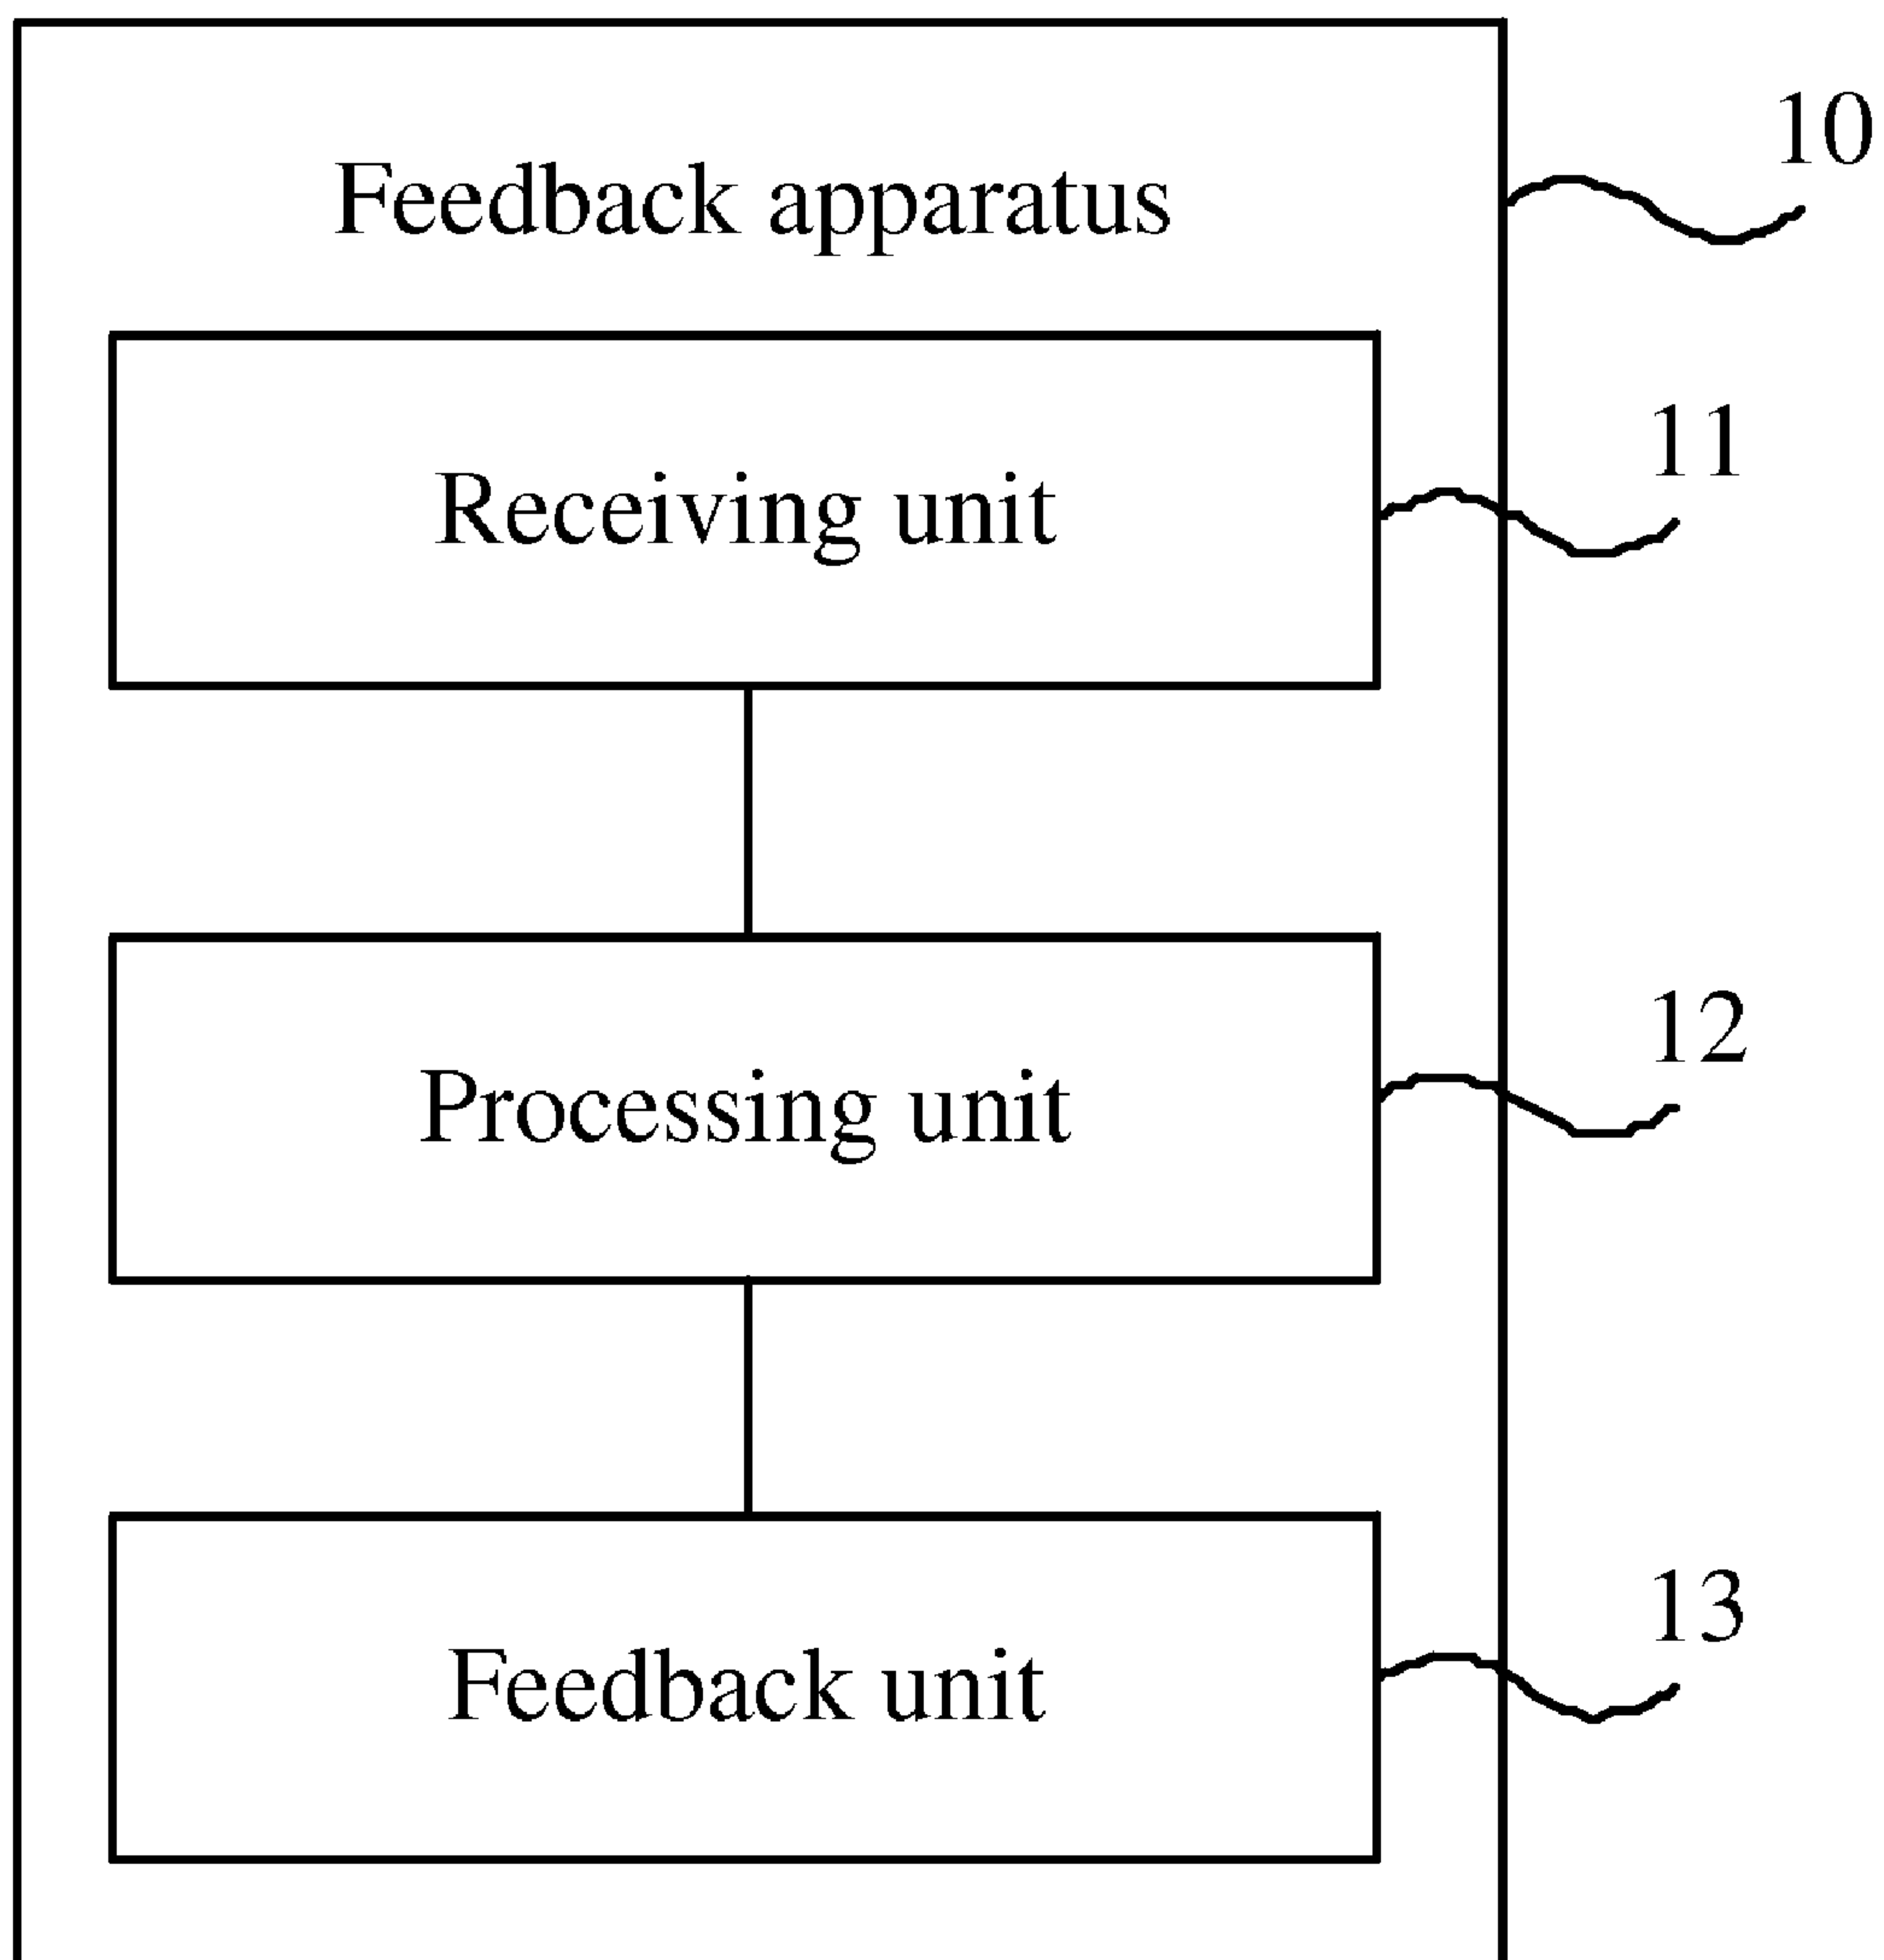 10
Feedback apparatus
11
Receiving unit
12
Processing unit
13
Feedback unit